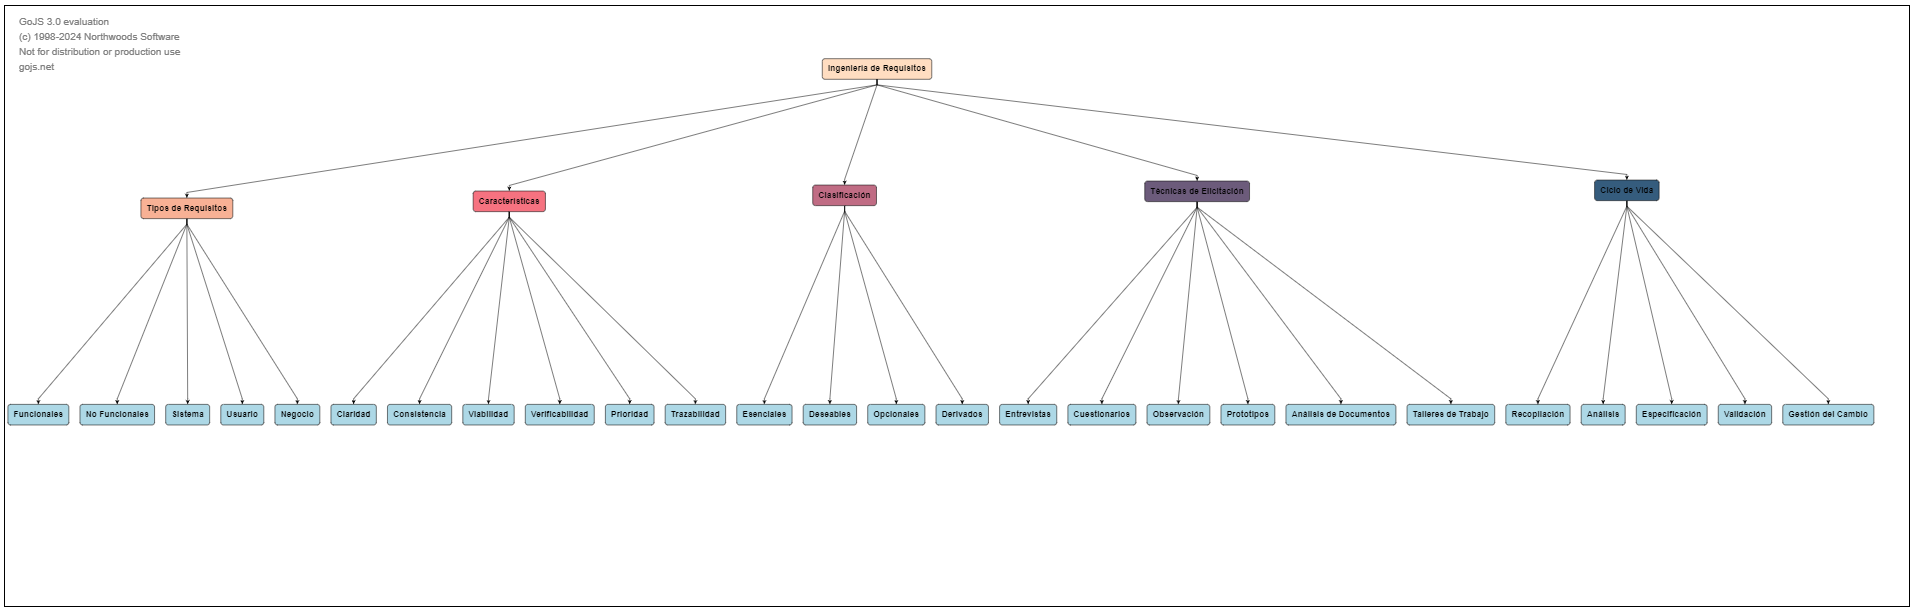 GoJS 3.0 evaluation
(c) 1998-2024 Northwoods Software
Not for distribution or production use
gojs.net
Ingeniería de Requisitos
Tipos de Requisitos
Características
Clasificación
Técnicas de Elicitación
Ciclo de Vida
Funcionales
No Funcionales
Sistema
Usuario
Negocio
Claridad
Consistencia
Viabilidad
Verificabilidad
Prioridad
Trazabilidad
Esenciales
Deseables
Opcionales
Derivados
Entrevistas
Cuestionarios
Observación
Prototipos
Análisis de Documentos
Talleres de Trabajo
Recopilación
Análisis
Especificación
Validación
Gestión del Cambio